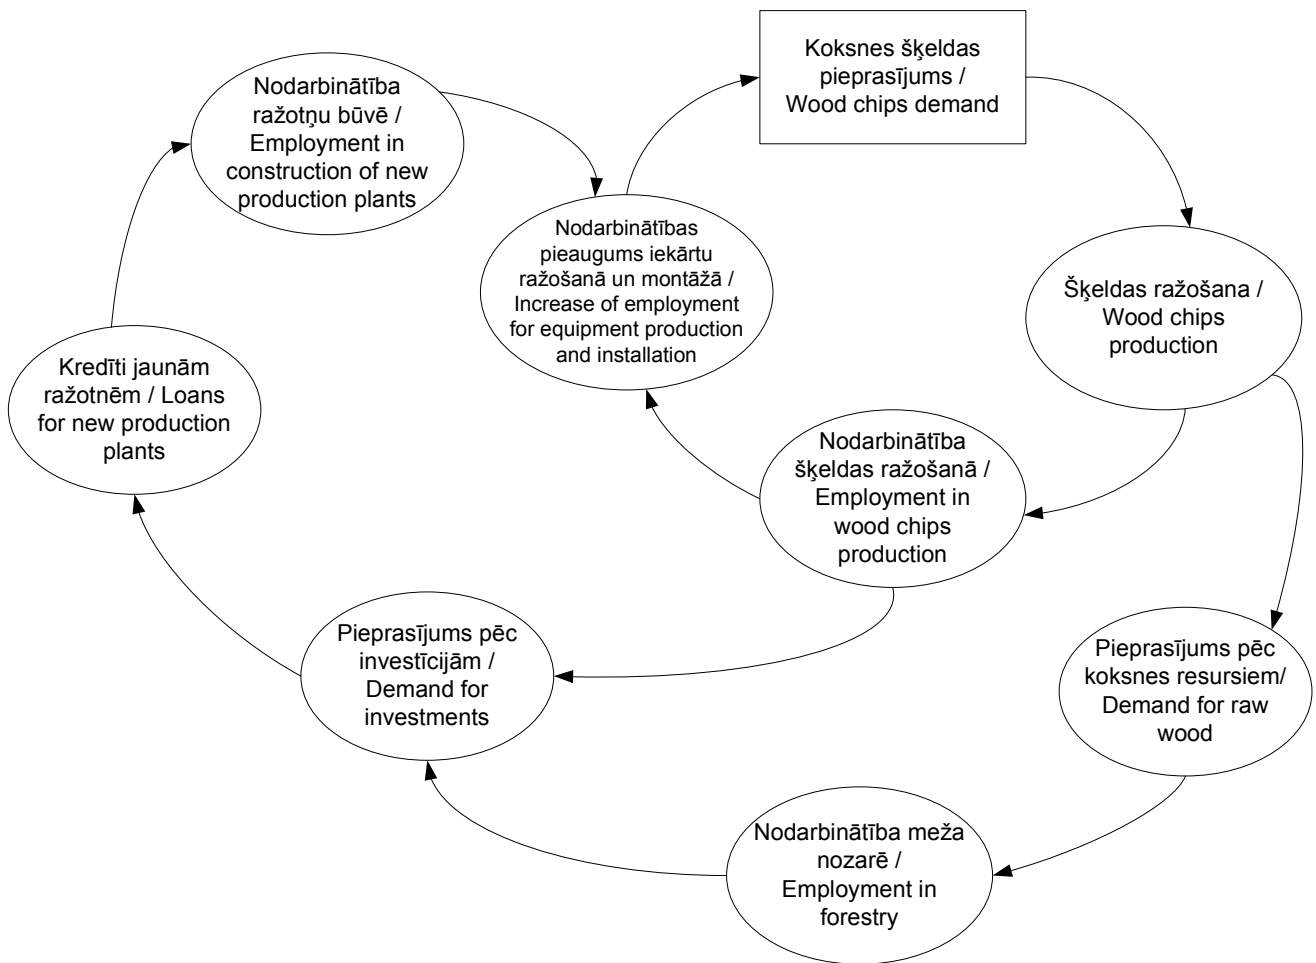 Koksnes šķeldas
pieprasījums /
Wood chips demand
Nodarbinātība
ražotņu būvē /
Employment in
construction of new
production plants
Nodarbinātības
pieaugums iekārtu
ražošanā un montāžā /
Increase of employment
for equipment production
and installation
Šķeldas ražošana /
Wood chips
production
Kredīti jaunām
ražotnēm / Loans
for new production
plants
Nodarbinātība
šķeldas ražošanā /
Employment in
wood chips
production
Pieprasījums pēc
investīcijām /
Demand for
investments
Pieprasījums pēc
koksnes resursiem/
Demand for raw
wood
Nodarbinātība meža
nozarē /
Employment in
forestry